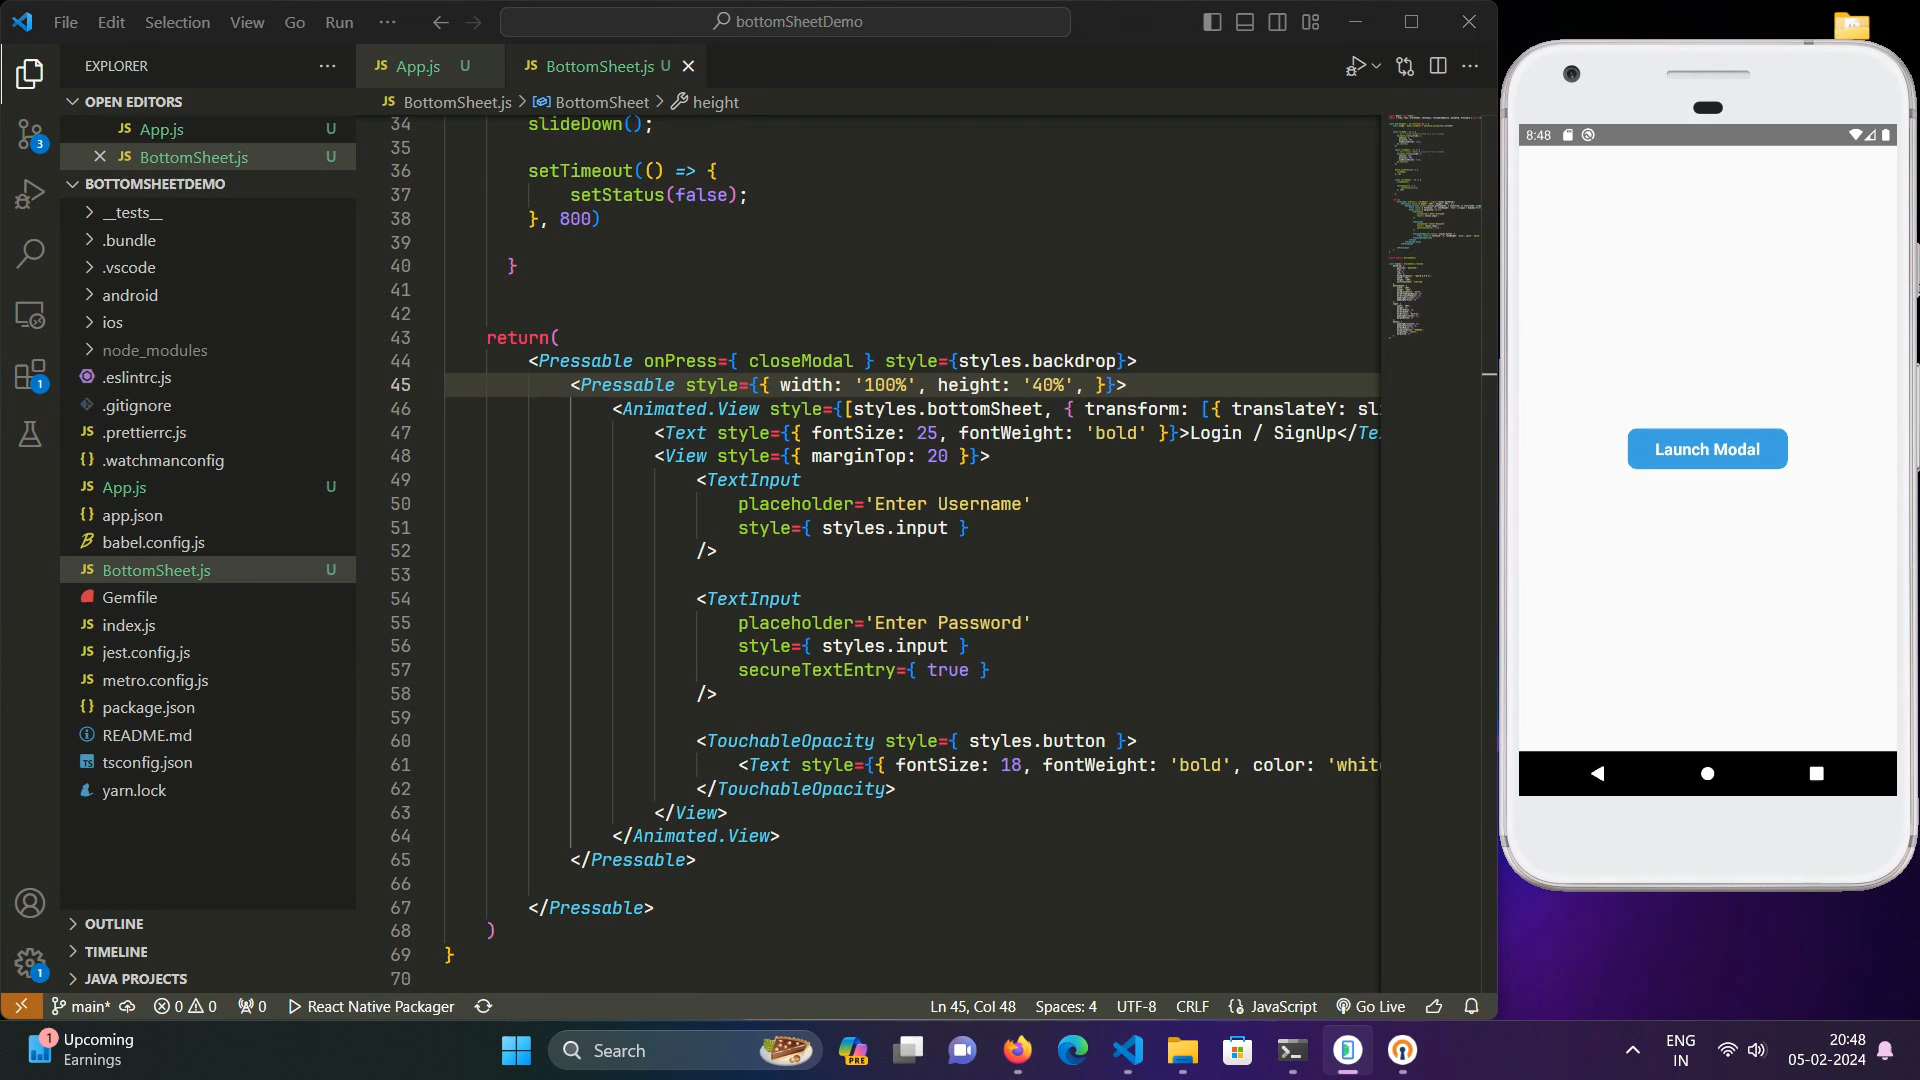 File Edit Selection View Go Run ··· bottomSheetDemo
EXPLORER ···
App.js U
BottomSheet.js U
BottomSheet.js > BottomSheet > height
OPEN EDITORS
JS App.js U
JS BottomSheet.js U
BOTTOMSHEETDEMO
__tests__
.bundle
.vscode
android
ios
node_modules
.eslintrc.js
.gitignore
JS .prettierrc.js
{} .watchmanconfig
JS App.js U
{} app.json
babel.config.js
JS BottomSheet.js U
Gemfile
JS index.js
JS jest.config.js
JS metro.config.js
{} package.json
README.md
TS tsconfig.json
yarn.lock
OUTLINE
TIMELINE
JAVA PROJECTS
3
1
1
34 slideDown();
35
36 setTimeout(() => {
37 setStatus(false);
38 }, 800)
39
40 }
41
42
43 return(
44 <Pressable onPress={ closeModal } style={styles.backdrop}>
45 <Pressable style={{ width: '100%', height: '40%', }}>
46 <Animated.View style={[styles.bottomSheet, { transform: [{ translateY: sl
47 <Text style={{ fontSize: 25, fontWeight: 'bold' }}>Login / SignUp</Te
48 <View style={{ marginTop: 20 }}>
49 <TextInput
50 placeholder='Enter Username'
51 style={ styles.input }
52 />
53
54 <TextInput
55 placeholder='Enter Password'
56 style={ styles.input }
57 secureTextEntry={ true }
58 />
59
60 <TouchableOpacity style={ styles.button }>
61 <Text style={{ fontSize: 18, fontWeight: 'bold', color: 'white
62 </TouchableOpacity>
63 </View>
64 </Animated.View>
65 </Pressable>
66
67 </Pressable>
68 )
69 }
70
main* 0 0 0 React Native Packager Ln 45, Col 48 Spaces: 4 UTF-8 CRLF {} JavaScript Go Live
8:48
Launch Modal
1 Upcoming
Earnings
Search
PRE
ENG
IN
20:48
05-02-2024